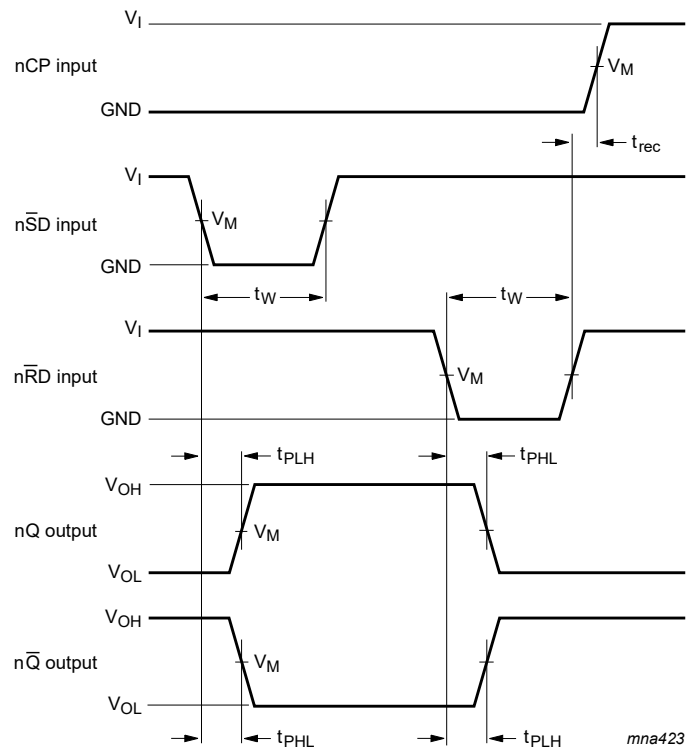 V_I
nCP input
V_M
GND
t_rec
V_I
nS̅D input
V_M
GND
t_W
t_W
V_I
nR̅D input
V_M
GND
t_PLH
t_PHL
V_OH
nQ output
V_M
V_OL
V_OH
nQ̅ output
V_M
V_OL
t_PHL
t_PLH
mna423